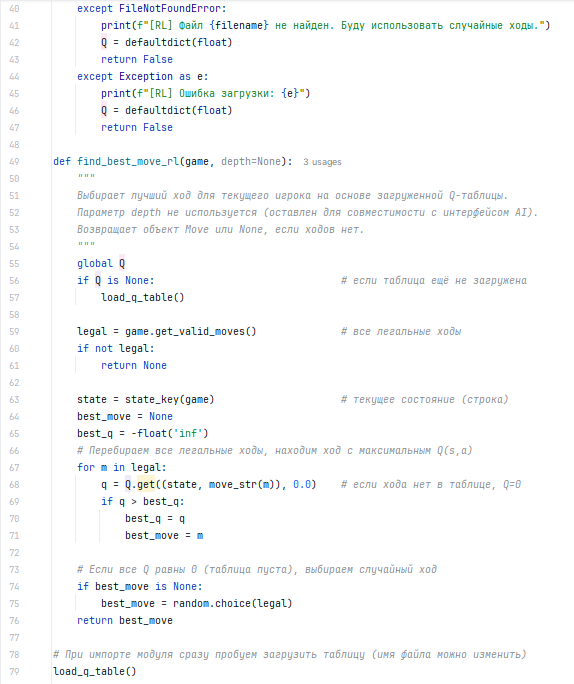 40 except FileNotFoundError:
41 print(f"[RL] Файл {filename} не найден. Буду использовать случайные ходы.")
42 Q = defaultdict(float)
43 return False
44 except Exception as e:
45 print(f"[RL] Ошибка загрузки: {e}")
46 Q = defaultdict(float)
47 return False
48
49 def find_best_move_rl(game, depth=None): 3 usages
50 """
51 Выбирает лучший ход для текущего игрока на основе загруженной Q-таблицы.
52 Параметр depth не используется (оставлен для совместимости с интерфейсом AI).
53 Возвращает объект Move или None, если ходов нет.
54 """
55 global Q
56 if Q is None: # если таблица ещё не загружена
57 load_q_table()
58
59 legal = game.get_valid_moves() # все легальные ходы
60 if not legal:
61 return None
62
63 state = state_key(game) # текущее состояние (строка)
64 best_move = None
65 best_q = -float('inf')
66 # Перебираем все легальные ходы, находим ход с максимальным Q(s,a)
67 for m in legal:
68 q = Q.get((state, move_str(m)), 0.0) # если хода нет в таблице, Q=0
69 if q > best_q:
70 best_q = q
71 best_move = m
72
73 # Если все Q равны 0 (таблица пуста), выбираем случайный ход
74 if best_move is None:
75 best_move = random.choice(legal)
76 return best_move
77
78 # При импорте модуля сразу пробуем загрузить таблицу (имя файла можно изменить)
79 load_q_table()